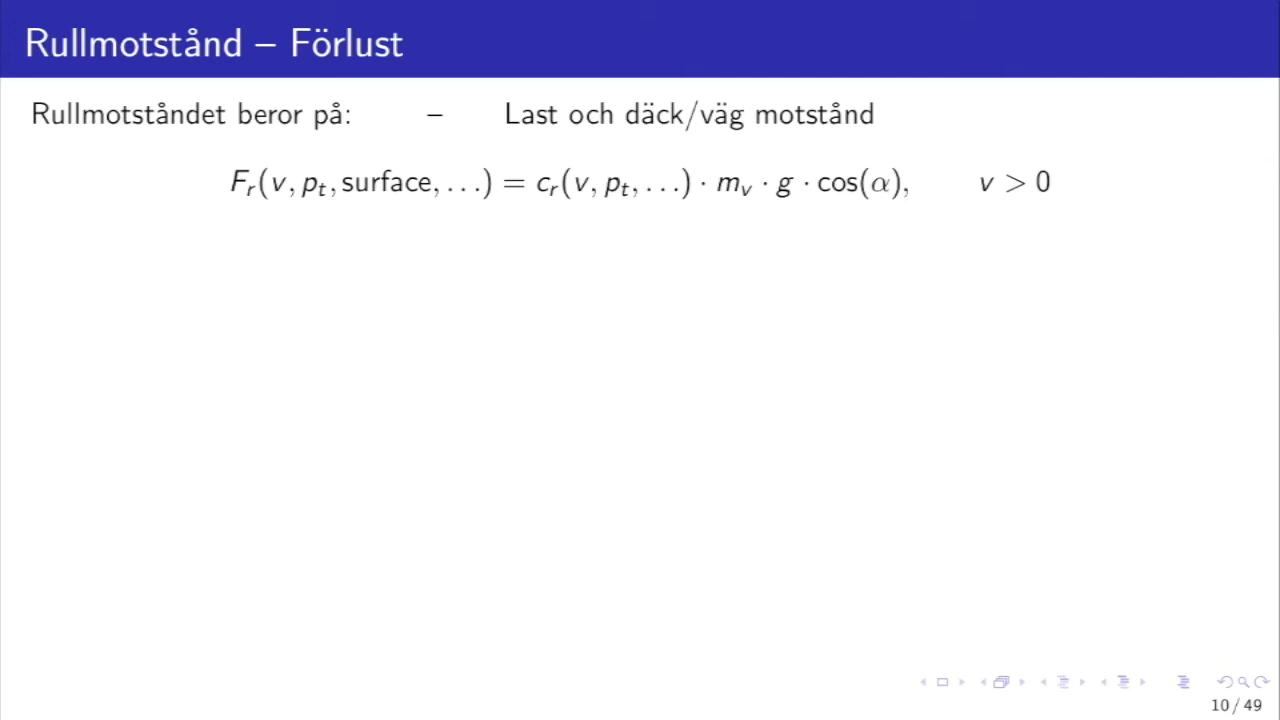 Rullmotstånd – Förlust
Rullmotståndet beror på: – Last och däck/väg motstånd
F_r(v, p_t, surface, . . .) = c_r(v, p_t, . . .) · m_v · g · cos(α), v > 0
10 / 49